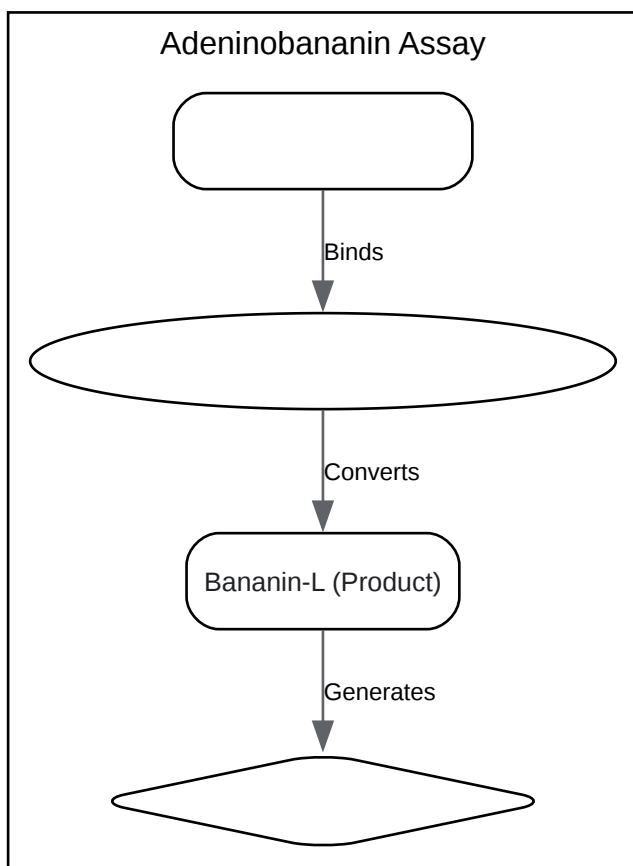 Adeninobananin Assay
Binds
Converts
Bananin-L (Product)
Generates